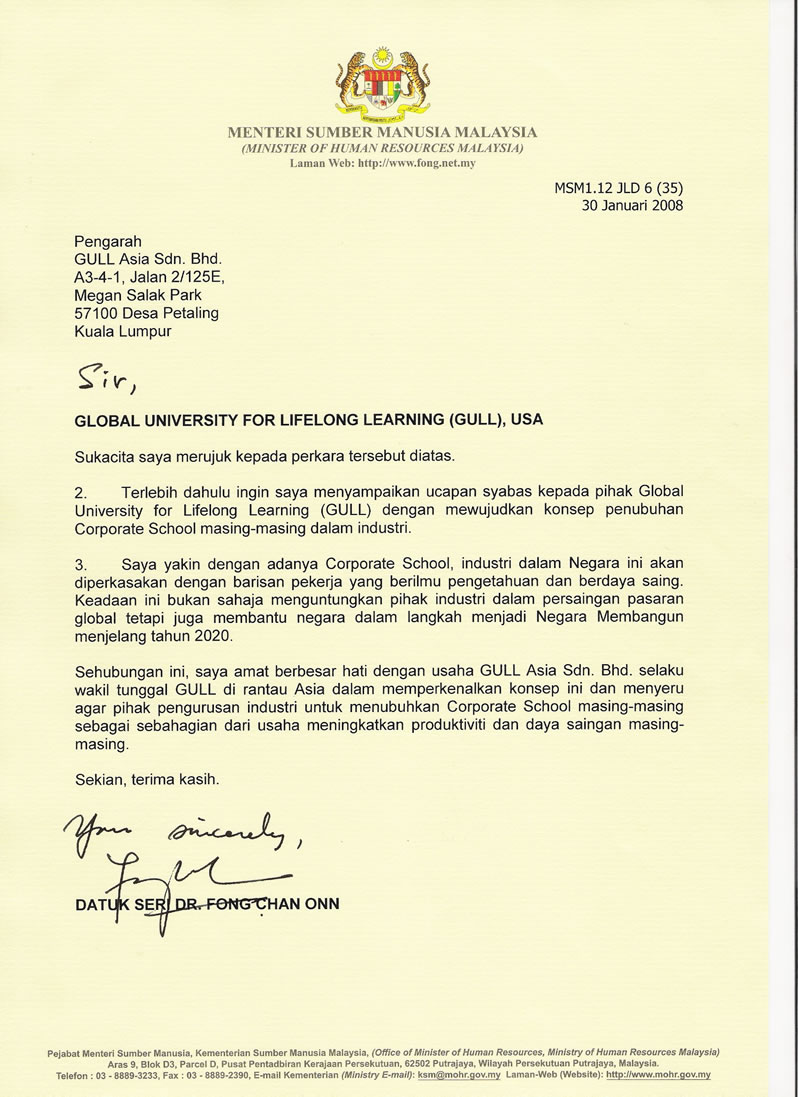 MENTERI SUMBER MANUSIA MALAYSIA
(MINISTER OF HUMAN RESOURCES MALAYSIA)
Laman Web: http://www.fong.net.my
MSM1.12 JLD 6 (35)
30 Januari 2008
Pengarah
GULL Asia Sdn. Bhd.
A3-4-1, Jalan 2/125E,
Megan Salak Park
57100 Desa Petaling
Kuala Lumpur
Sir,
GLOBAL UNIVERSITY FOR LIFELONG LEARNING (GULL), USA
Sukacita saya merujuk kepada perkara tersebut diatas.
2. Terlebih dahulu ingin saya menyampaikan ucapan syabas kepada pihak Global
University for Lifelong Learning (GULL) dengan mewujudkan konsep penubuhan
Corporate School masing-masing dalam industri.
3. Saya yakin dengan adanya Corporate School, industri dalam Negara ini akan
diperkasakan dengan barisan pekerja yang berilmu pengetahuan dan berdaya saing.
Keadaan ini bukan sahaja menguntungkan pihak industri dalam persaingan pasaran
global tetapi juga membantu negara dalam langkah menjadi Negara Membangun
menjelang tahun 2020.
Sehubungan ini, saya amat berbesar hati dengan usaha GULL Asia Sdn. Bhd. selaku
wakil tunggal GULL di rantau Asia dalam memperkenalkan konsep ini dan menyeru
agar pihak pengurusan industri untuk menubuhkan Corporate School masing-masing
sebagai sebahagian dari usaha meningkatkan produktiviti dan daya saingan masing-
masing.
Sekian, terima kasih.
Yours sincerely,
DATUK SERI DR. FONG CHAN ONN
Pejabat Menteri Sumber Manusia, Kementerian Sumber Manusia Malaysia, (Office of Minister of Human Resources, Ministry of Human Resources Malaysia)
Aras 9, Blok D3, Parcel D, Pusat Pentadbiran Kerajaan Persekutuan, 62502 Putrajaya, Wilayah Persekutuan Putrajaya, Malaysia.
Telefon : 03 - 8889-3233, Fax : 03 - 8889-2390, E-mail Kementerian (Ministry E-mail): ksm@mohr.gov.my Laman-Web (Website): http://www.mohr.gov.my